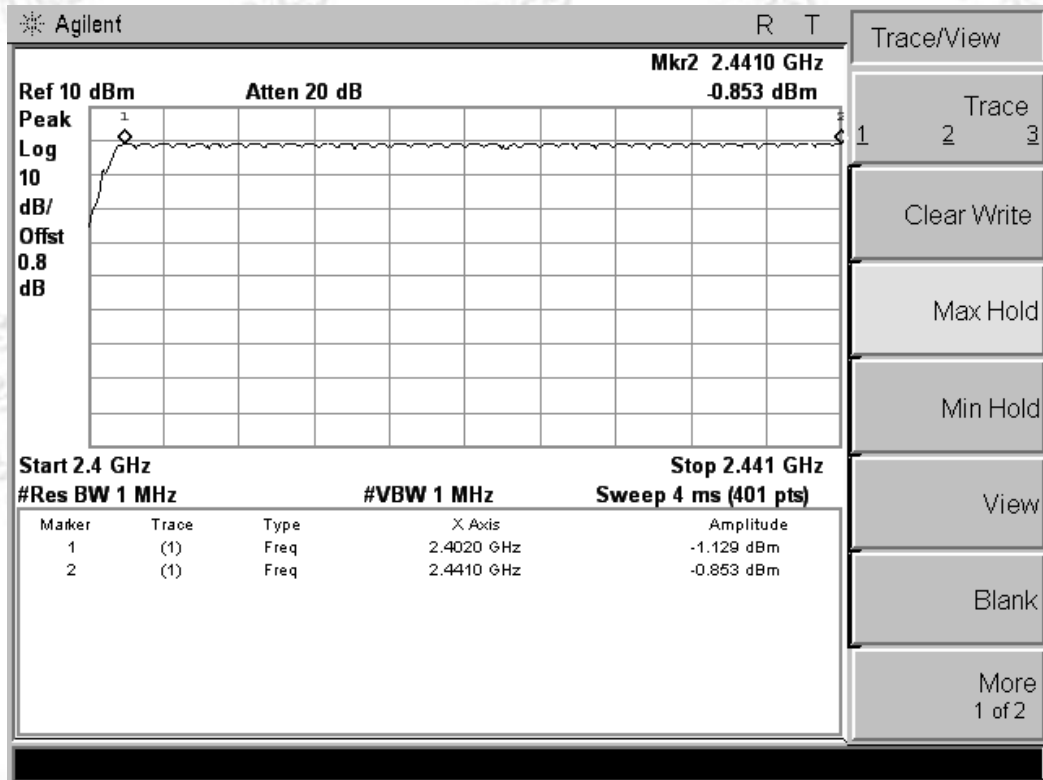 Agilent R T
Mkr2 2.4410 GHz
Ref 10 dBm Atten 20 dB -0.853 dBm
Peak
Log
10
dB/
Offst
0.8
dB
1
2
Start 2.4 GHz Stop 2.441 GHz
#Res BW 1 MHz #VBW 1 MHz Sweep 4 ms (401 pts)
Marker Trace Type X Axis Amplitude
1 (1) Freq 2.4020 GHz -1.129 dBm
2 (1) Freq 2.4410 GHz -0.853 dBm
Trace/View
Trace
1 2 3
Clear Write
Max Hold
Min Hold
View
Blank
More
1 of 2